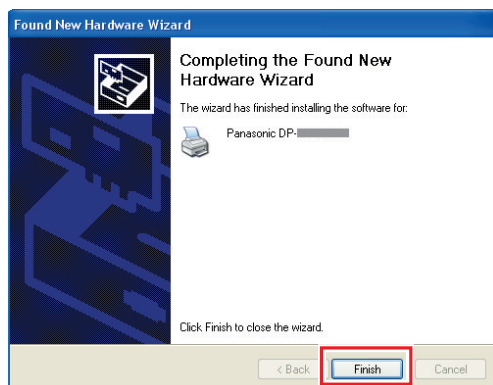 Found New Hardware Wizard
Completing the Found New
Hardware Wizard
The wizard has finished installing the software for:
Panasonic DP-
Click Finish to close the wizard.
< Back
Finish
Cancel